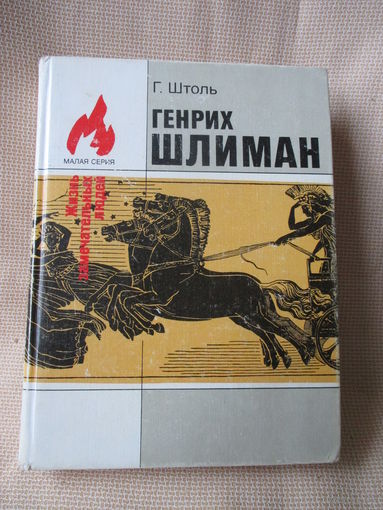 Г. Штоль
ГЕНРИХ
ШЛИМАН
МАЛАЯ СЕРИЯ
Жизнь
замечательных
людей